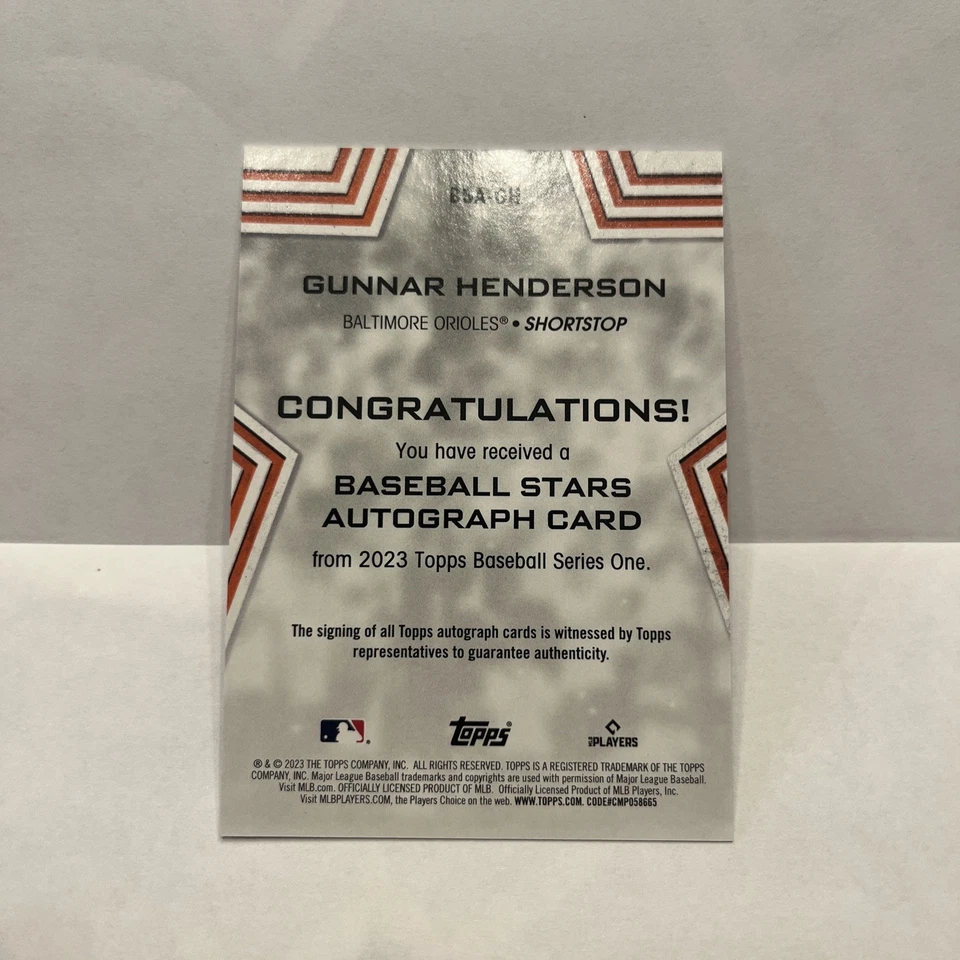 BSA-GH
GUNNAR HENDERSON
BALTIMORE ORIOLES® • SHORTSTOP
CONGRATULATIONS!
You have received a
BASEBALL STARS
AUTOGRAPH CARD
from 2023 Topps Baseball Series One.
The signing of all Topps autograph cards is witnessed by Topps
representatives to guarantee authenticity.
topps® MLB PLAYERS
® & © 2023 THE TOPPS COMPANY, INC. ALL RIGHTS RESERVED. TOPPS IS A REGISTERED TRADEMARK OF THE TOPPS
COMPANY, INC. Major League Baseball trademarks and copyrights are used with permission of Major League Baseball.
Visit MLB.com. OFFICIALLY LICENSED PRODUCT OF MLB. Officially Licensed Product of MLB Players, Inc.
Visit MLBPLAYERS.COM, the Players Choice on the web. WWW.TOPPS.COM. CODE#CMP058665